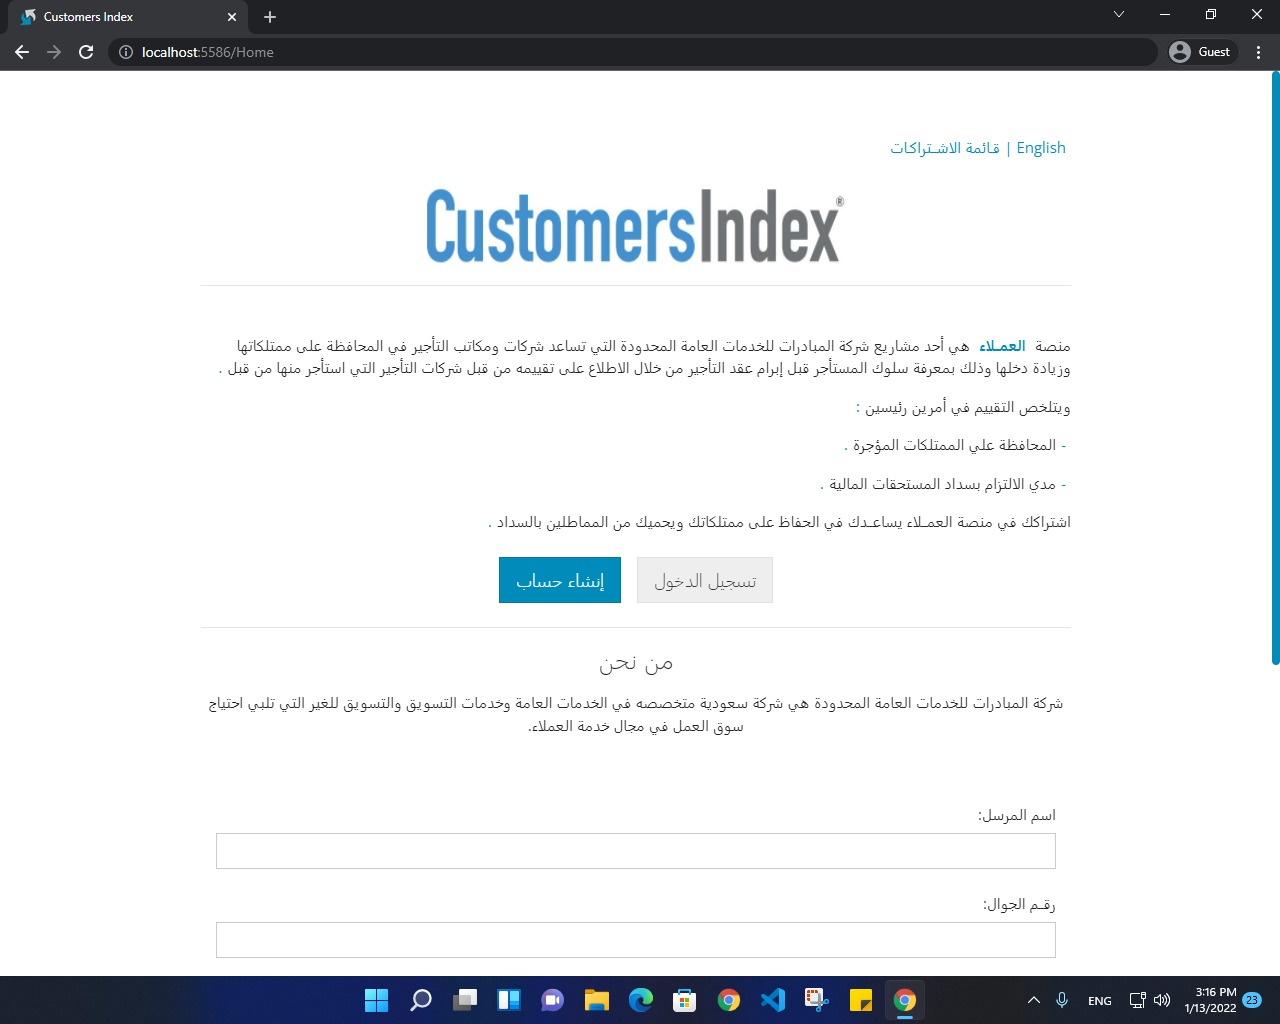 Customers Index
localhost:5586/Home
Guest
English | قـائمة الاشــتراكـات
CustomersIndex®
منصة العمـلاء هي أحد مشاريع شركة المبادرات للخدمات العامة المحدودة التي تساعد شركات ومكاتب التأجير في المحافظة على ممتلكاتها
وزيادة دخلها وذلك بمعرفة سلوك المستأجر قبل إبرام عقد التأجير من خلال الاطلاع على تقييمه من قبل شركات التأجير التي استأجر منها من قبل .
ويتلخص التقييم في أمرين رئيسين :
- المحافظة علي الممتلكات المؤجرة .
- مدي الالتزام بسداد المستحقات المالية .
اشتراكك في منصة العمــلاء يساعــدك في الحفاظ على ممتلكاتك ويحميك من المماطلين بالسداد .
تسجيل الدخول
إنشاء حساب
من نحن
شركة المبادرات للخدمات العامة المحدودة هي شركة سعودية متخصصه في الخدمات العامة وخدمات التسويق والتسويق للغير التي تلبي احتياج
سوق العمل في مجال خدمة العملاء.
اسم المرسل:
رقــم الجوال:
ENG
3:16 PM
1/13/2022
23